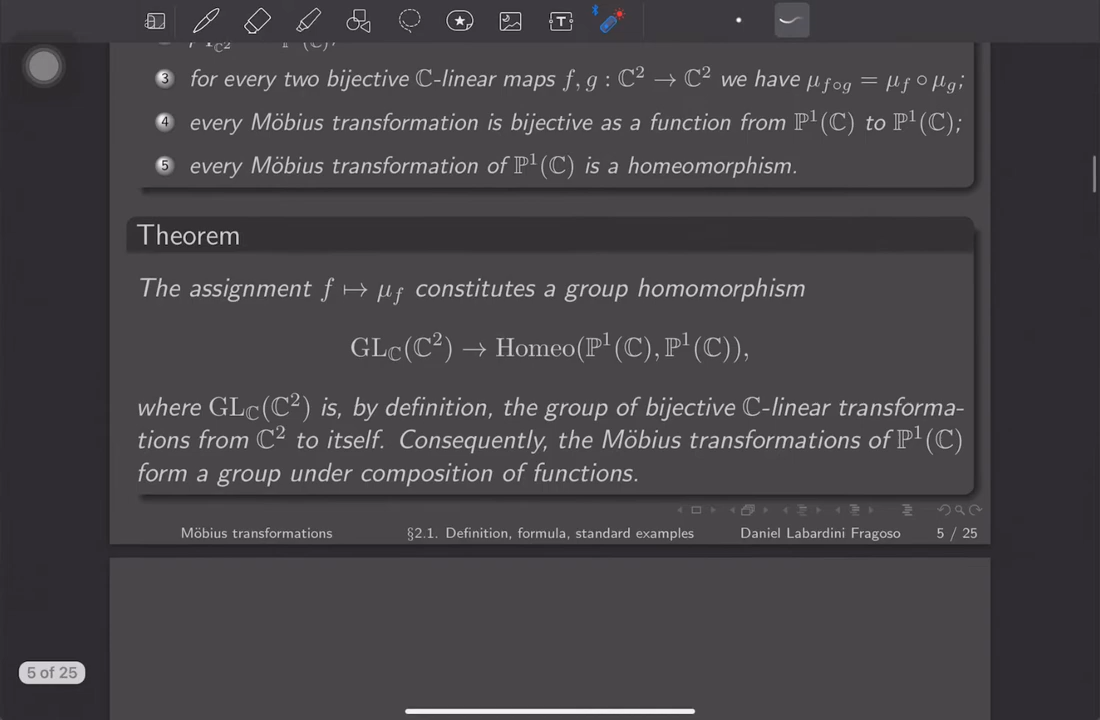 3 for every two bijective ℂ-linear maps f, g : ℂ² → ℂ² we have μ_{f∘g} = μ_f ∘ μ_g;
4 every Möbius transformation is bijective as a function from ℙ¹(ℂ) to ℙ¹(ℂ);
5 every Möbius transformation of ℙ¹(ℂ) is a homeomorphism.
Theorem
The assignment f ↦ μ_f constitutes a group homomorphism
GL_ℂ(ℂ²) → Homeo(ℙ¹(ℂ), ℙ¹(ℂ)),
where GL_ℂ(ℂ²) is, by definition, the group of bijective ℂ-linear transforma-
tions from ℂ² to itself. Consequently, the Möbius transformations of ℙ¹(ℂ)
form a group under composition of functions.
Möbius transformations §2.1. Definition, formula, standard examples Daniel Labardini Fragoso 5 / 25
5 of 25